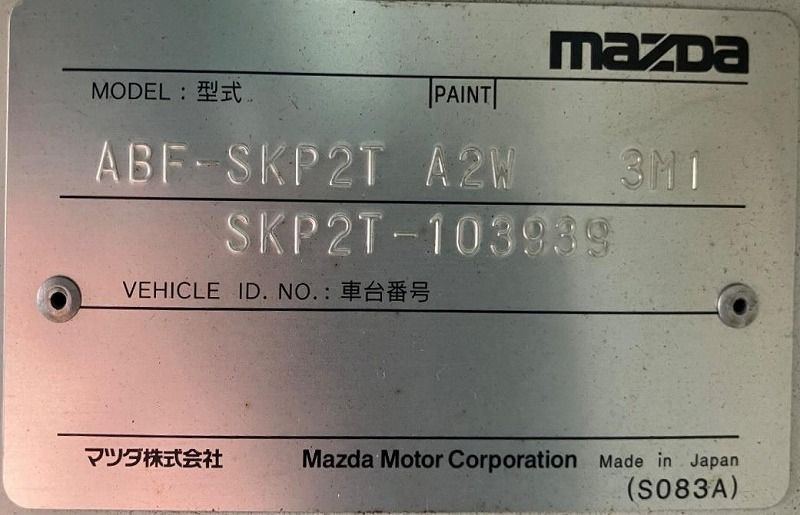 mazda
MODEL : 型式 PAINT
ABF-SKP2T A2W 3M1
SKP2T-103939
VEHICLE ID. NO. : 車台番号
マツダ株式会社 Mazda Motor Corporation Made in Japan
(S083A)